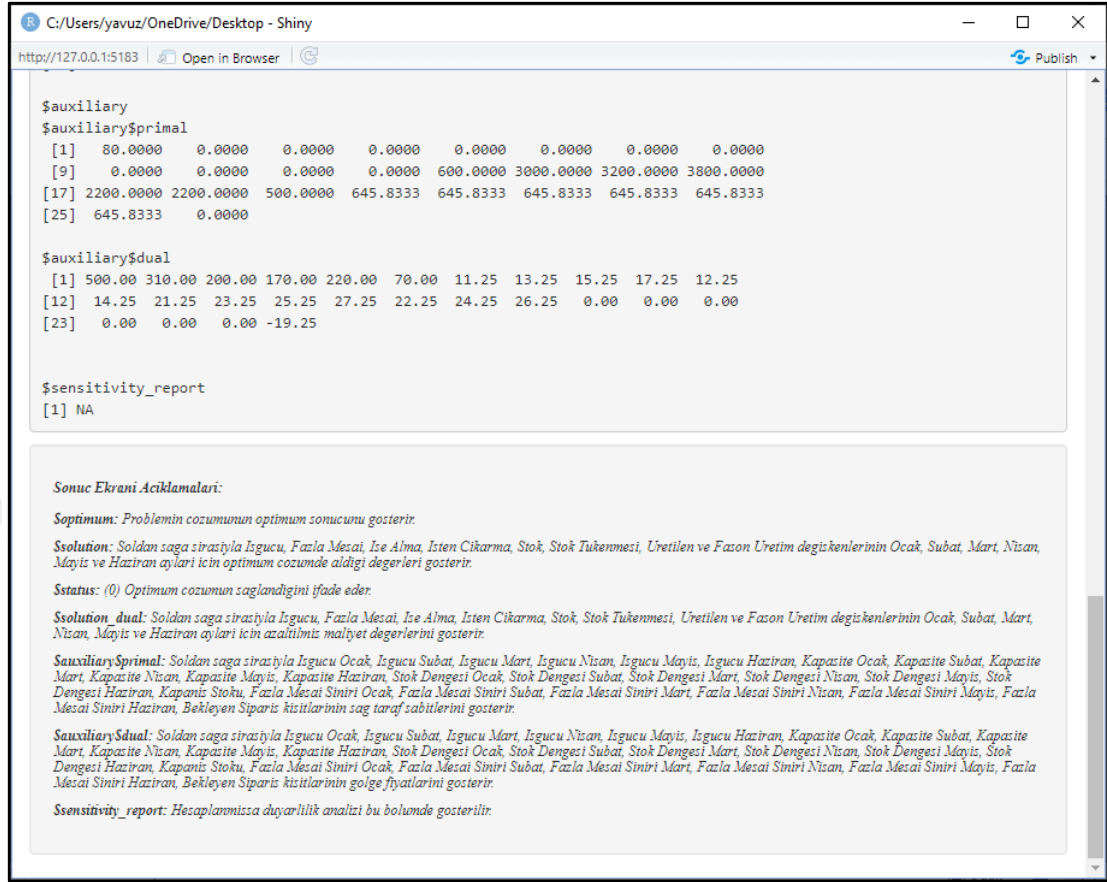 R C:/Users/yavuz/OneDrive/Desktop - Shiny
http://127.0.0.1:5183 Open in Browser Publish
$auxiliary
$auxiliary$primal
[1] 80.0000 0.0000 0.0000 0.0000 0.0000 0.0000 0.0000 0.0000
[9] 0.0000 0.0000 0.0000 0.0000 600.0000 3000.0000 3200.0000 3800.0000
[17] 2200.0000 2200.0000 500.0000 645.8333 645.8333 645.8333 645.8333 645.8333
[25] 645.8333 0.0000
$auxiliary$dual
[1] 500.00 310.00 200.00 170.00 220.00 70.00 11.25 13.25 15.25 17.25 12.25
[12] 14.25 21.25 23.25 25.25 27.25 22.25 24.25 26.25 0.00 0.00 0.00
[23] 0.00 0.00 0.00 -19.25
$sensitivity_report
[1] NA
Sonuc Ekrani Aciklamalari:
$optimum: Problemin cozumunun optimum sonucunu gosterir.
$solution: Soldan saga sirasiyla Isgucu, Fazla Mesai, Ise Alma, Isten Cikarma, Stok, Stok Tukenmesi, Uretilen ve Fason Uretim degiskenlerinin Ocak, Subat, Mart, Nisan,
Mayis ve Haziran aylari icin optimum cozumde aldigi degerleri gosterir.
$status: (0) Optimum cozumun saglandigini ifade eder.
$solution_dual: Soldan saga sirasiyla Isgucu, Fazla Mesai, Ise Alma, Isten Cikarma, Stok, Stok Tukenmesi, Uretilen ve Fason Uretim degiskenlerinin Ocak, Subat, Mart,
Nisan, Mayis ve Haziran aylari icin azaltilmis maliyet degerlerini gosterir.
$auxiliary$primal: Soldan saga sirasiyla Isgucu Ocak, Isgucu Subat, Isgucu Mart, Isgucu Nisan, Isgucu Mayis, Isgucu Haziran, Kapasite Ocak, Kapasite Subat, Kapasite
Mart, Kapasite Nisan, Kapasite Mayis, Kapasite Haziran, Stok Dengesi Ocak, Stok Dengesi Subat, Stok Dengesi Mart, Stok Dengesi Nisan, Stok Dengesi Mayis, Stok
Dengesi Haziran, Kapanis Stoku, Fazla Mesai Siniri Ocak, Fazla Mesai Siniri Subat, Fazla Mesai Siniri Mart, Fazla Mesai Siniri Nisan, Fazla Mesai Siniri Mayis, Fazla
Mesai Siniri Haziran, Bekleyen Siparis kisitlarinin sag taraf sabitlerini gosterir.
$auxiliary$dual: Soldan saga sirasiyla Isgucu Ocak, Isgucu Subat, Isgucu Mart, Isgucu Nisan, Isgucu Mayis, Isgucu Haziran, Kapasite Ocak, Kapasite Subat, Kapasite
Mart, Kapasite Nisan, Kapasite Mayis, Kapasite Haziran, Stok Dengesi Ocak, Stok Dengesi Subat, Stok Dengesi Mart, Stok Dengesi Nisan, Stok Dengesi Mayis, Stok
Dengesi Haziran, Kapanis Stoku, Fazla Mesai Siniri Ocak, Fazla Mesai Siniri Subat, Fazla Mesai Siniri Mart, Fazla Mesai Siniri Nisan, Fazla Mesai Siniri Mayis, Fazla
Mesai Siniri Haziran, Bekleyen Siparis kisitlarinin golge fiyatlarini gosterir.
$sensitivity_report: Hesaplanmissa duyarlilik analizi bu bolumde gosterilir.